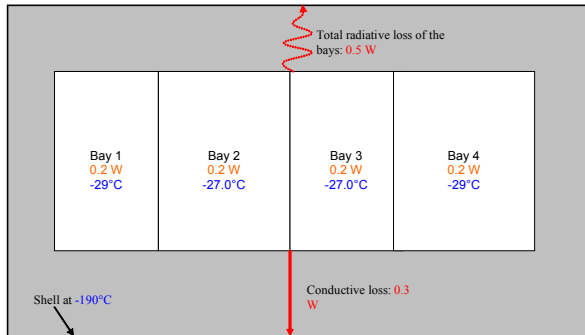 Total radiative loss of the
bays: 0.5 W
Bay 1
0.2 W
-29°C
Bay 2
0.2 W
-27.0°C
Bay 3
0.2 W
-27.0°C
Bay 4
0.2 W
-29°C
Conductive loss: 0.3
W
Shell at -190°C